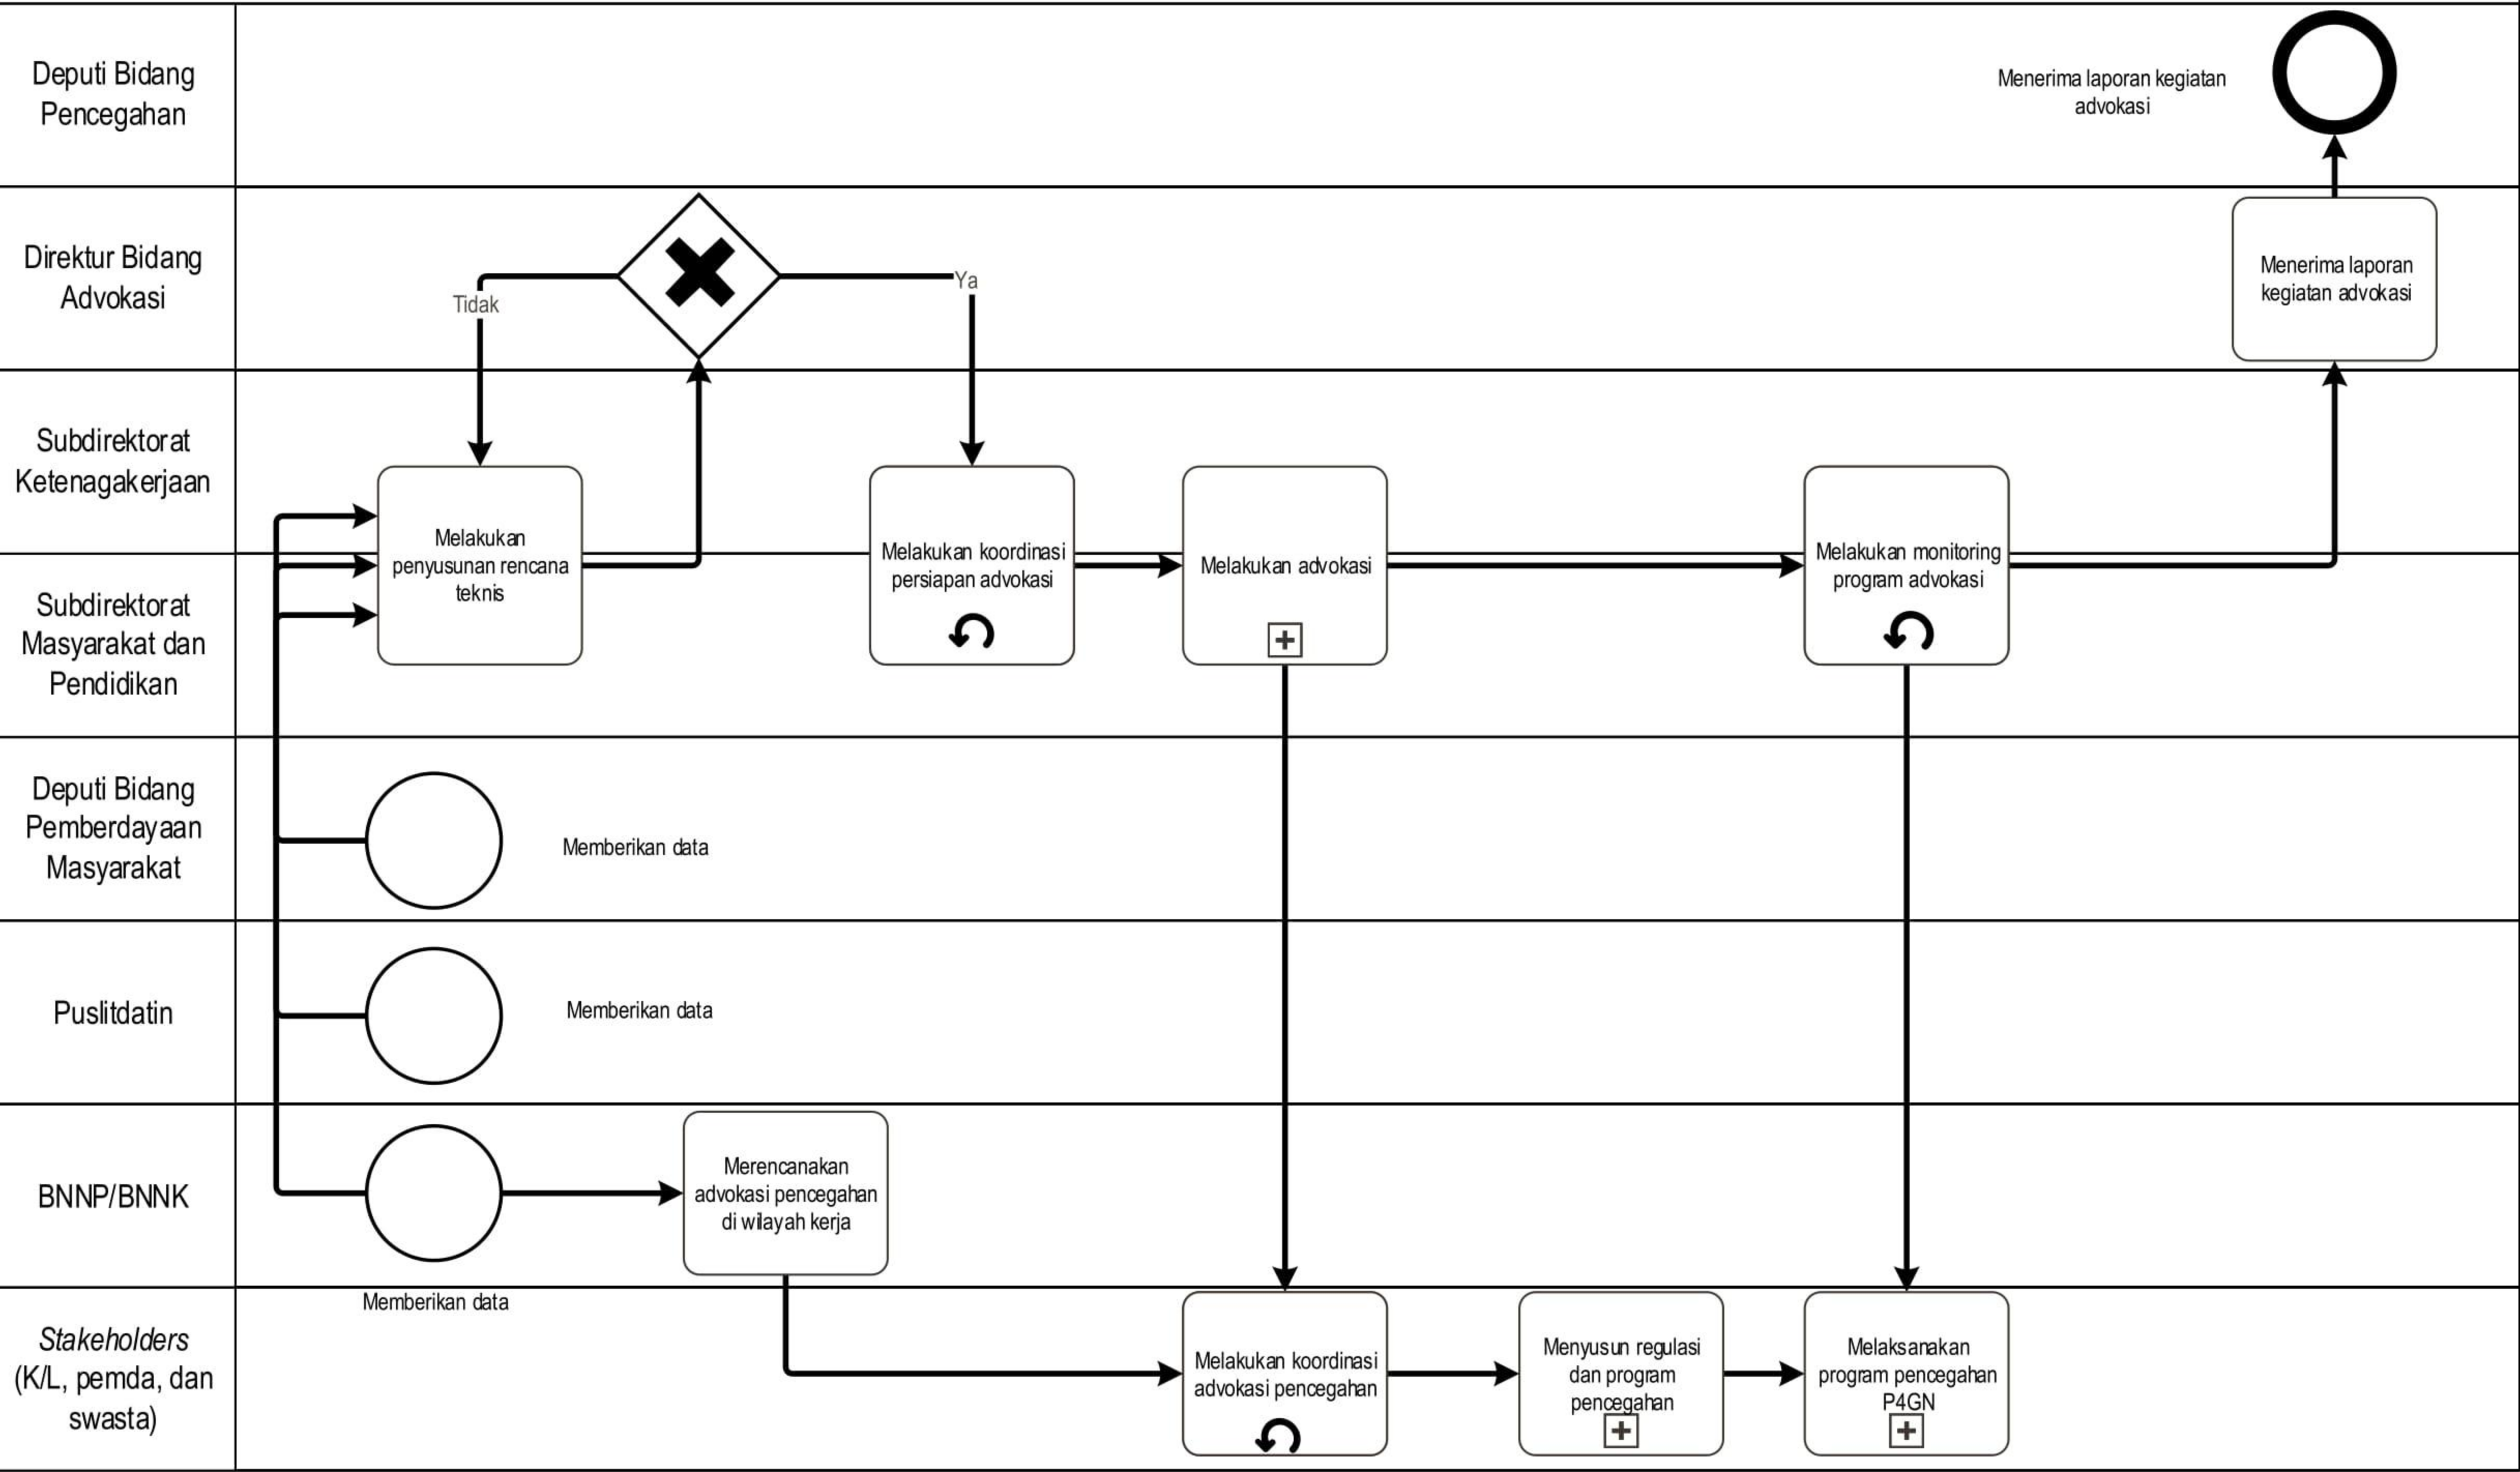 Deputi Bidang
Pencegahan
Menerima laporan kegiatan
advokasi
Direktur Bidang
Advokasi
Tidak
Ya
Menerima laporan
kegiatan advokasi
Subdirektorat
Ketenagakerjaan
Melakukan
penyusunan rencana
teknis
Melakukan koordinasi
persiapan advokasi
Melakukan advokasi
Melakukan monitoring
program advokasi
Subdirektorat
Masyarakat dan
Pendidikan
Deputi Bidang
Pemberdayaan
Masyarakat
Memberikan data
Puslitdatin
Memberikan data
BNNP/BNNK
Merencanakan
advokasi pencegahan
di wilayah kerja
Memberikan data
Stakeholders
(K/L, pemda, dan
swasta)
Melakukan koordinasi
advokasi pencegahan
Menyusun regulasi
dan program
pencegahan
Melaksanakan
program pencegahan
P4GN